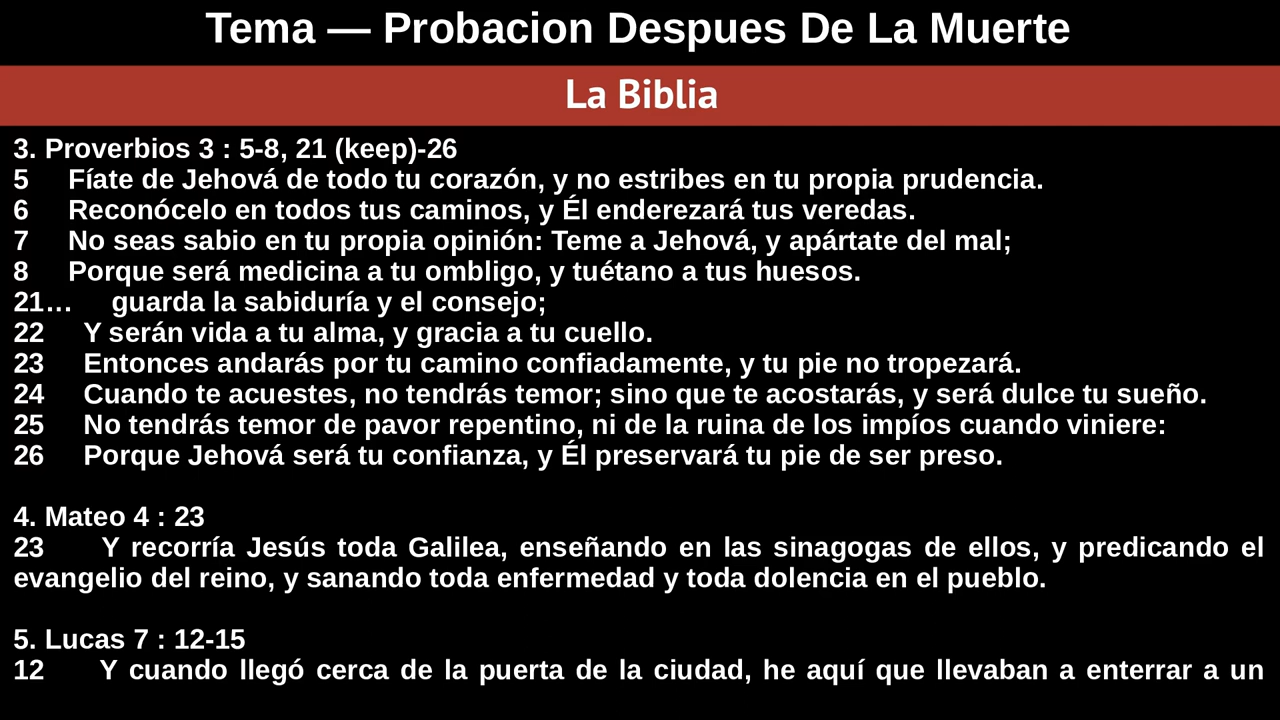 Tema — Probacion Despues De La Muerte
La Biblia
3. Proverbios 3 : 5-8, 21 (keep)-26
5 Fíate de Jehová de todo tu corazón, y no estribes en tu propia prudencia.
6 Reconócelo en todos tus caminos, y Él enderezará tus veredas.
7 No seas sabio en tu propia opinión: Teme a Jehová, y apártate del mal;
8 Porque será medicina a tu ombligo, y tuétano a tus huesos.
21… guarda la sabiduría y el consejo;
22 Y serán vida a tu alma, y gracia a tu cuello.
23 Entonces andarás por tu camino confiadamente, y tu pie no tropezará.
24 Cuando te acuestes, no tendrás temor; sino que te acostarás, y será dulce tu sueño.
25 No tendrás temor de pavor repentino, ni de la ruina de los impíos cuando viniere:
26 Porque Jehová será tu confianza, y Él preservará tu pie de ser preso.
4. Mateo 4 : 23
23 Y recorría Jesús toda Galilea, enseñando en las sinagogas de ellos, y predicando el
evangelio del reino, y sanando toda enfermedad y toda dolencia en el pueblo.
5. Lucas 7 : 12-15
12 Y cuando llegó cerca de la puerta de la ciudad, he aquí que llevaban a enterrar a un